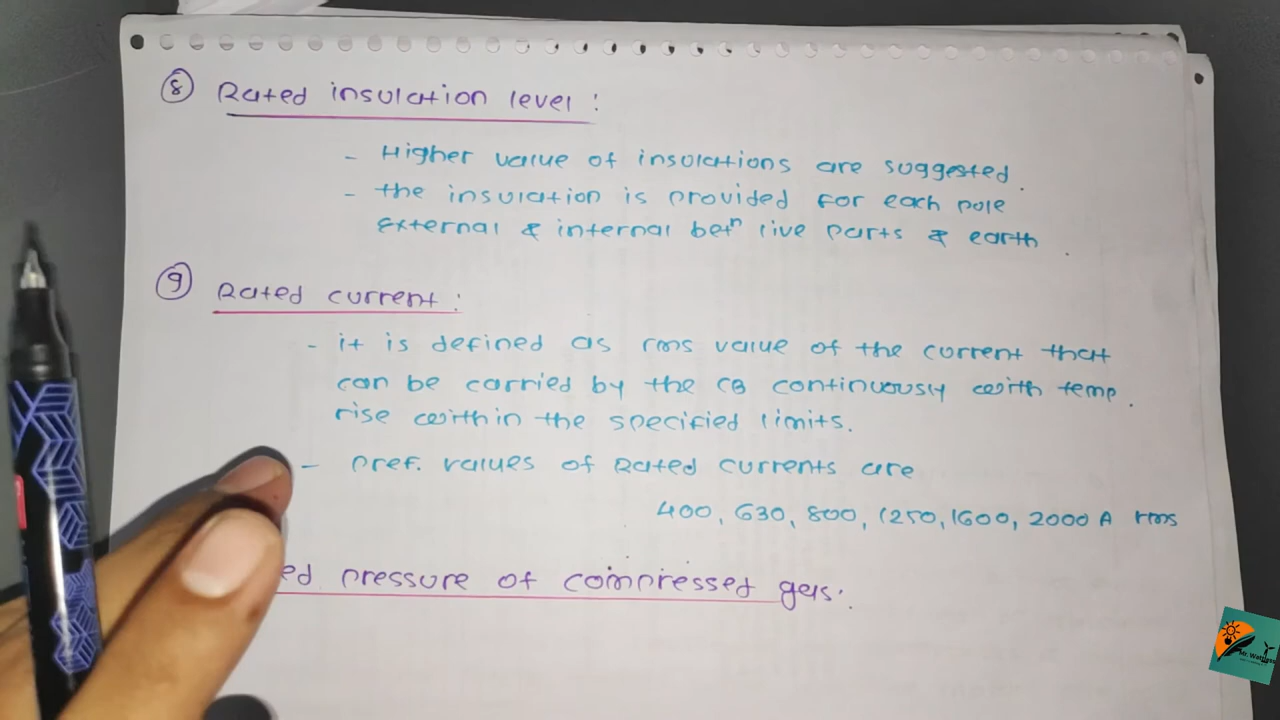 8 Rated insulation level :
- Higher value of insulations are suggested.
- the insulation is provided for each pole
External & internal betn live parts & earth.
9 Rated current :
- it is defined as rms value of the current that
can be carried by the CB continuously with temp.
rise within the specified limits.
- Pref. values of Rated currents are
400, 630, 800, 1250, 1600, 2000 A rms
ed pressure of compressed gas: